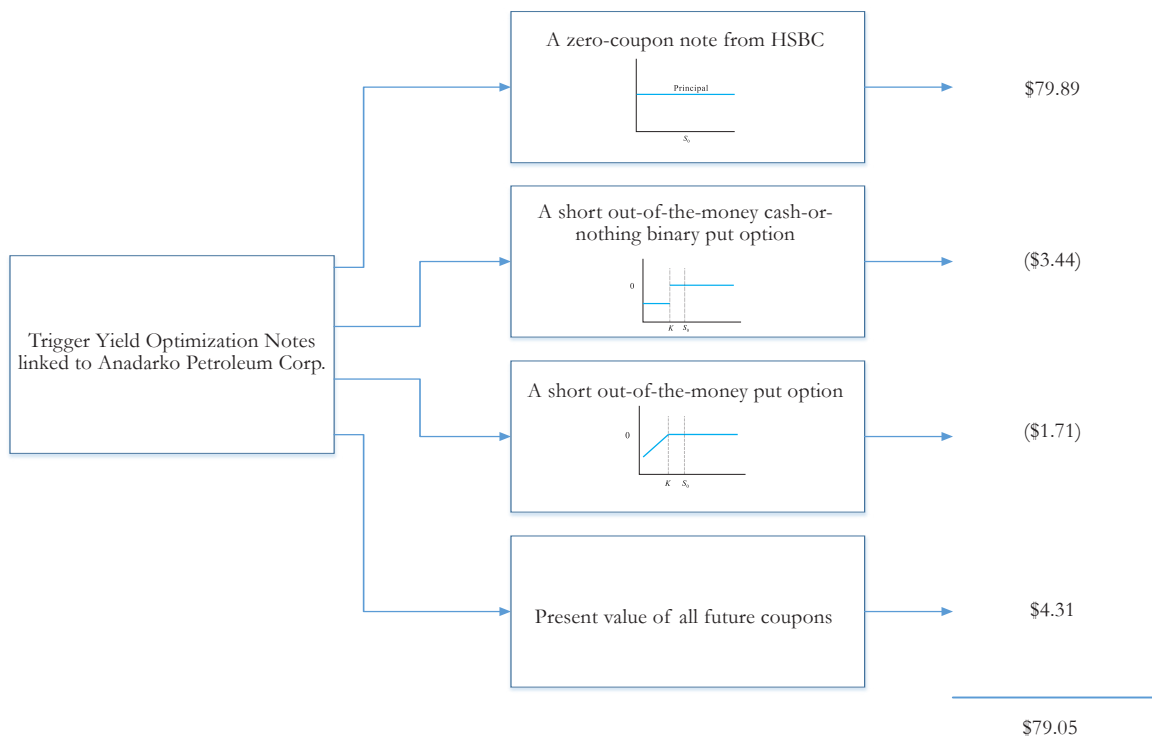 A zero-coupon note from HSBC
Principal
S0
$79.89
A short out-of-the-money cash-or-
nothing binary put option
0
K S0
($3.44)
Trigger Yield Optimization Notes
linked to Anadarko Petroleum Corp.
A short out-of-the-money put option
0
K S0
($1.71)
Present value of all future coupons
$4.31
$79.05